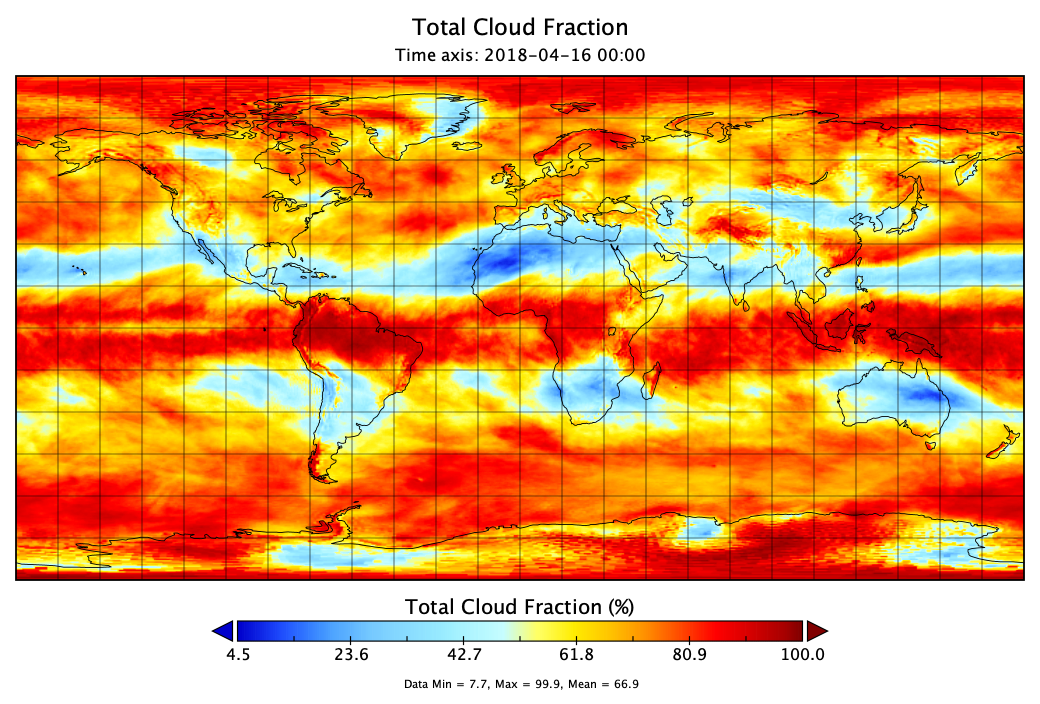 Total Cloud Fraction
Time axis: 2018-04-16 00:00
Total Cloud Fraction (%)
4.5 23.6 42.7 61.8 80.9 100.0
Data Min = 7.7, Max = 99.9, Mean = 66.9